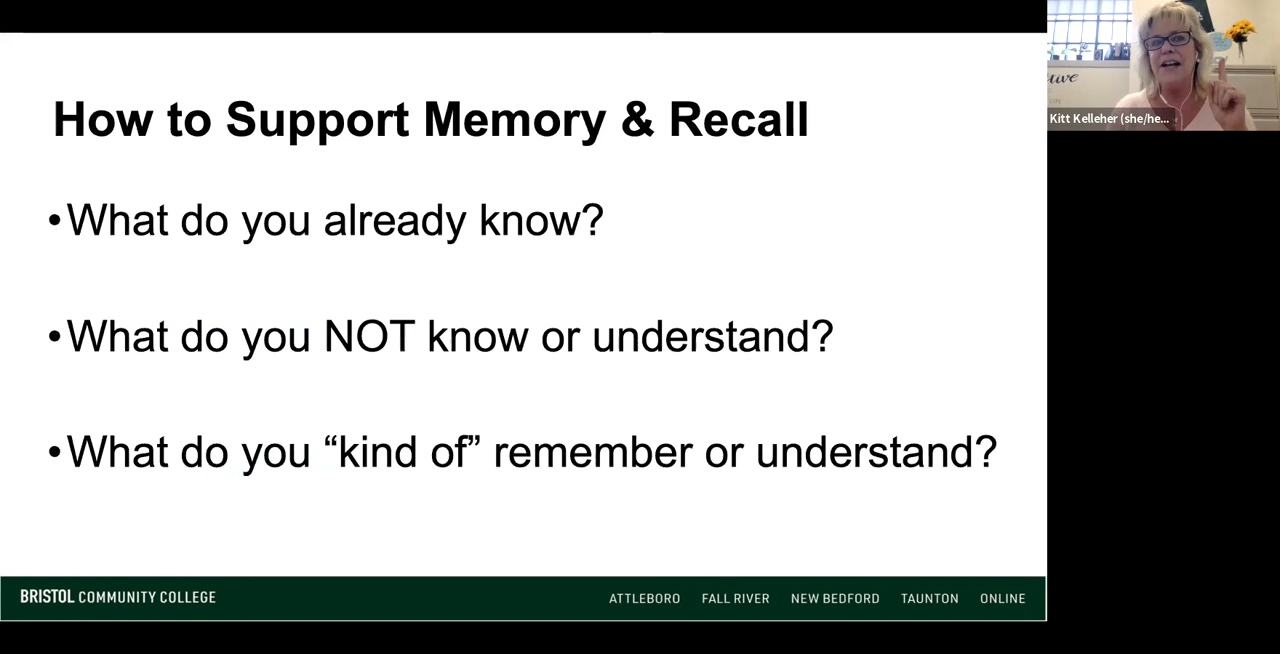 How to Support Memory & Recall
•What do you already know?
•What do you NOT know or understand?
•What do you “kind of” remember or understand?
BRISTOL COMMUNITY COLLEGE
ATTLEBORO FALL RIVER NEW BEDFORD TAUNTON ONLINE
Kitt Kelleher (she/he...